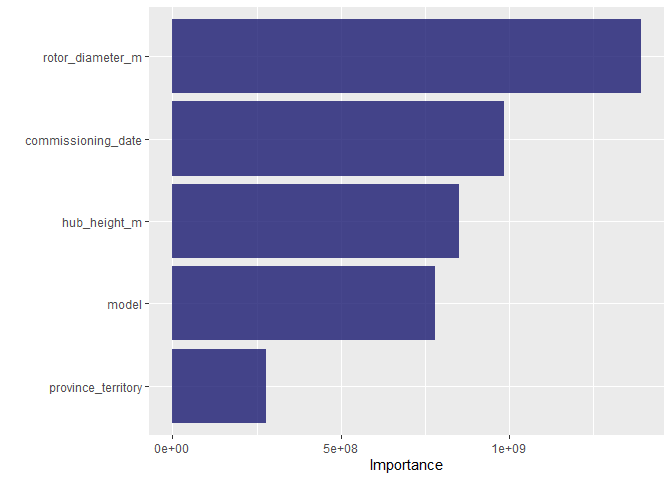 rotor_diameter_m
commissioning_date
hub_height_m
model
province_territory
0e+00 5e+08 1e+09
Importance